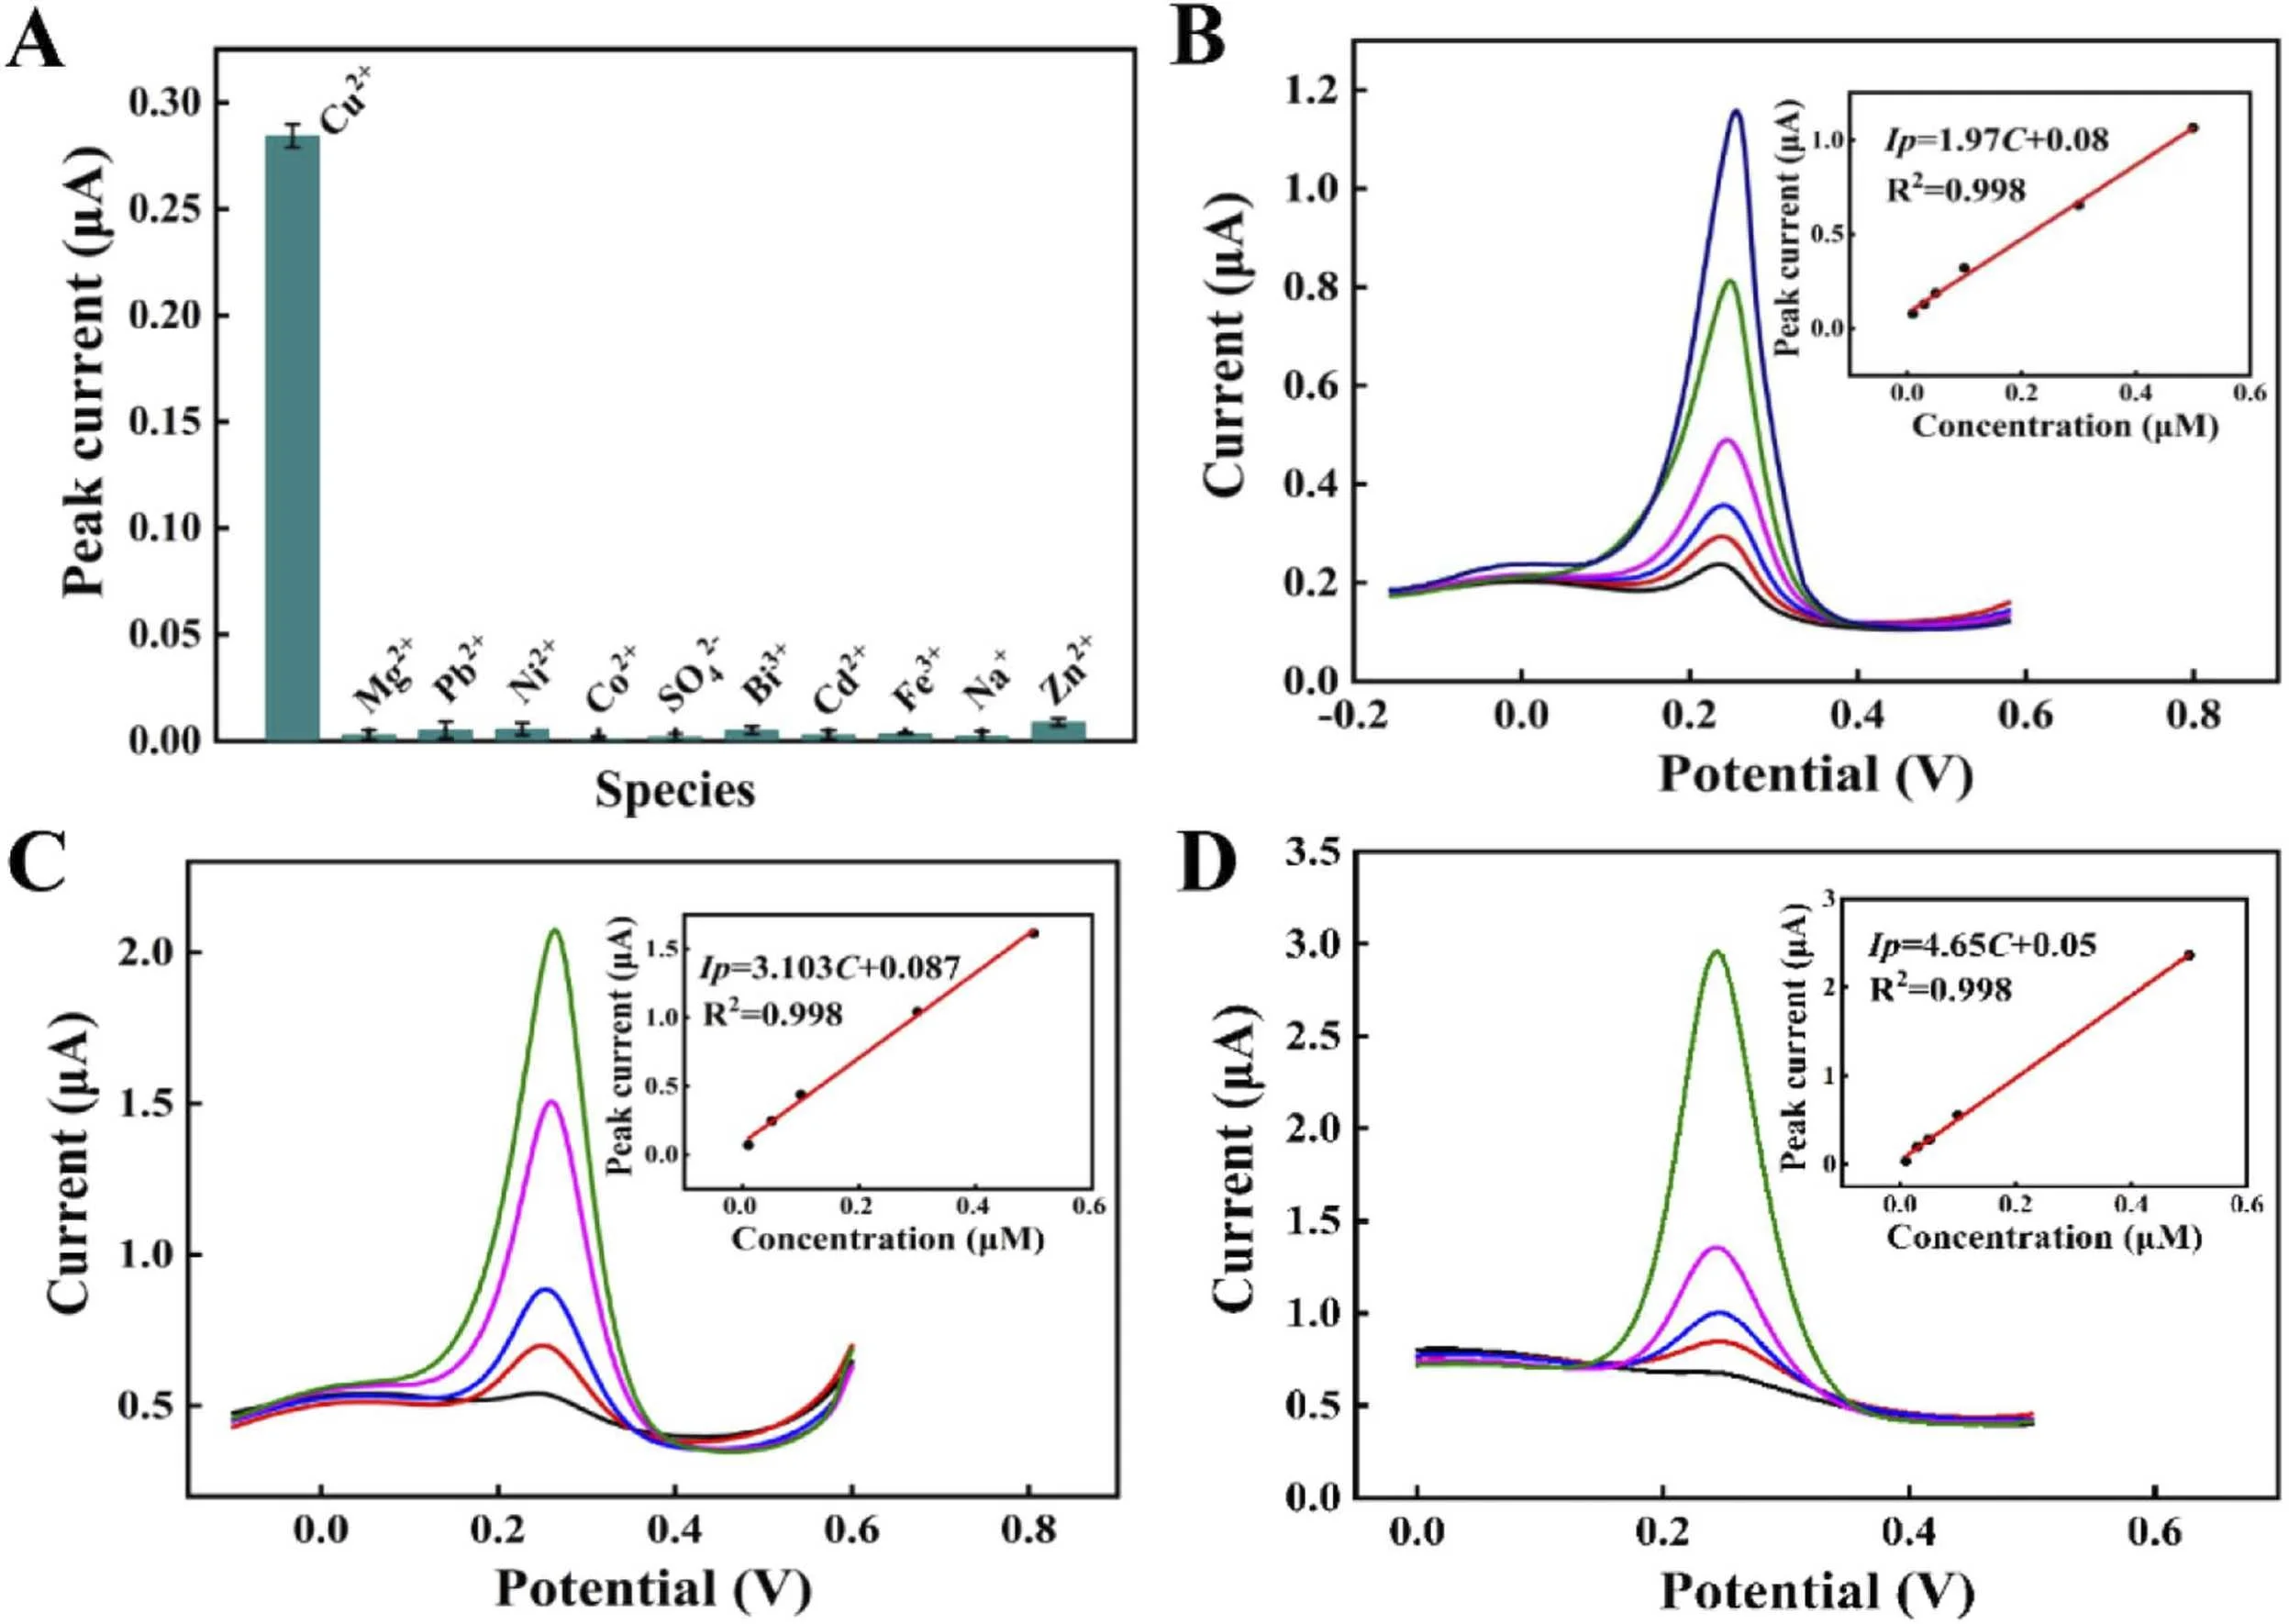 A
Peak current (µA)
0.30
0.25
0.20
0.15
0.10
0.05
0.00
Cu²⁺
Mg²⁺
Pb²⁺
Ni²⁺
Co²⁺
SO₄²⁻
Bi³⁺
Cd²⁺
Fe³⁺
Na⁺
Zn²⁺
Species
B
Current (µA)
1.2
1.0
0.8
0.6
0.4
0.2
0.0
-0.2 0.0 0.2 0.4 0.6 0.8
Potential (V)
Peak current (µA)
1.0
0.5
0.0
Ip=1.97C+0.08
R²=0.998
0.0 0.2 0.4 0.6
Concentration (µM)
C
Current (µA)
2.0
1.5
1.0
0.5
0.0 0.2 0.4 0.6 0.8
Potential (V)
Peak current (µA)
1.5
1.0
0.5
0.0
Ip=3.103C+0.087
R²=0.998
0.0 0.2 0.4 0.6
Concentration (µM)
D
Current (µA)
3.5
3.0
2.5
2.0
1.5
1.0
0.5
0.0
0.0 0.2 0.4 0.6
Potential (V)
Peak current (µA)
3
2
1
0
Ip=4.65C+0.05
R²=0.998
0.0 0.2 0.4 0.6
Concentration (µM)